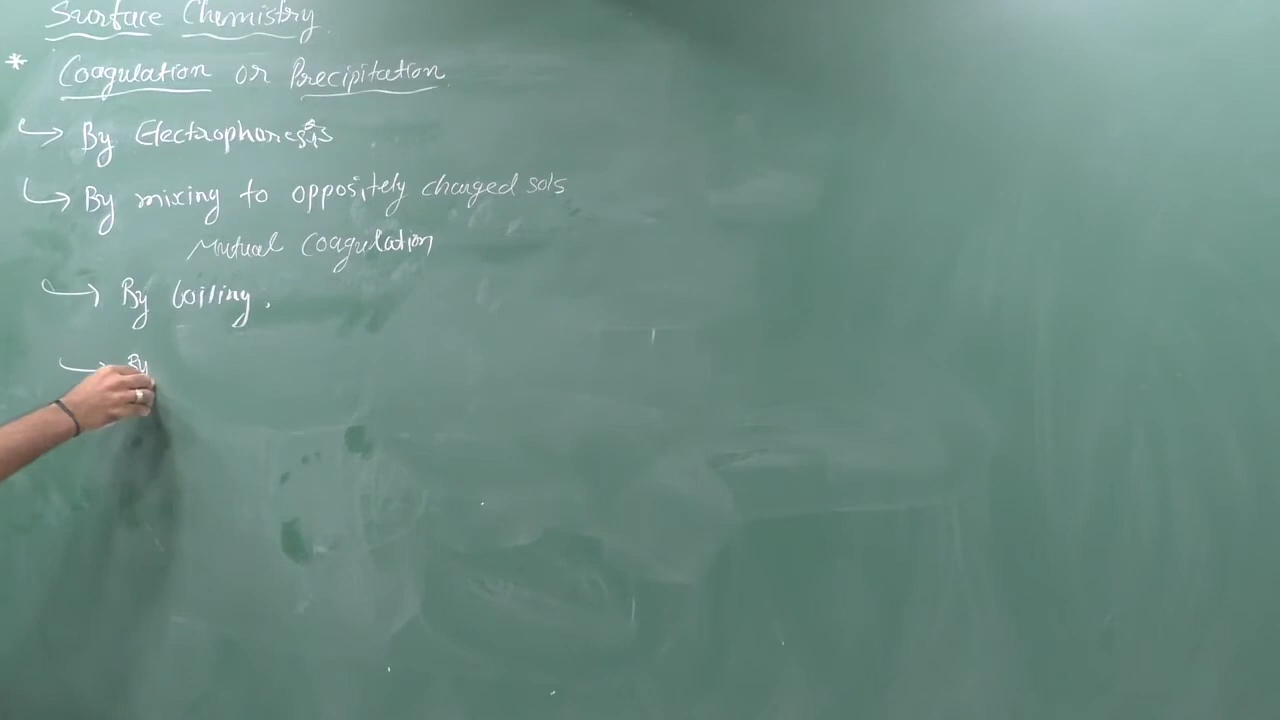 Surface Chemistry.
* Coagulation or Precipitation.
↪ By Electrophoresis
↪ By mixing to oppositely charged sols
Mutual Coagulation
↪ By boiling.
↪ By